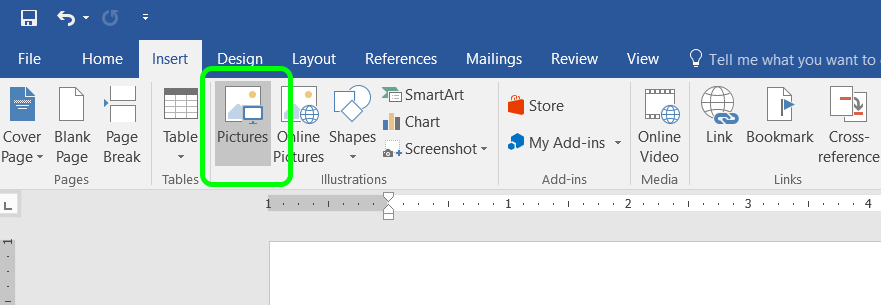 File Home Insert Design Layout References Mailings Review View Tell me what you want to
Cover Page
Blank Page
Page Break
Pages
Table
Tables
Pictures
Online Pictures
Shapes
SmartArt
Chart
Screenshot
Illustrations
Store
My Add-ins
Add-ins
Online Video
Media
Link
Bookmark
Cross-reference
Links
L
1 1 2 3 4
1